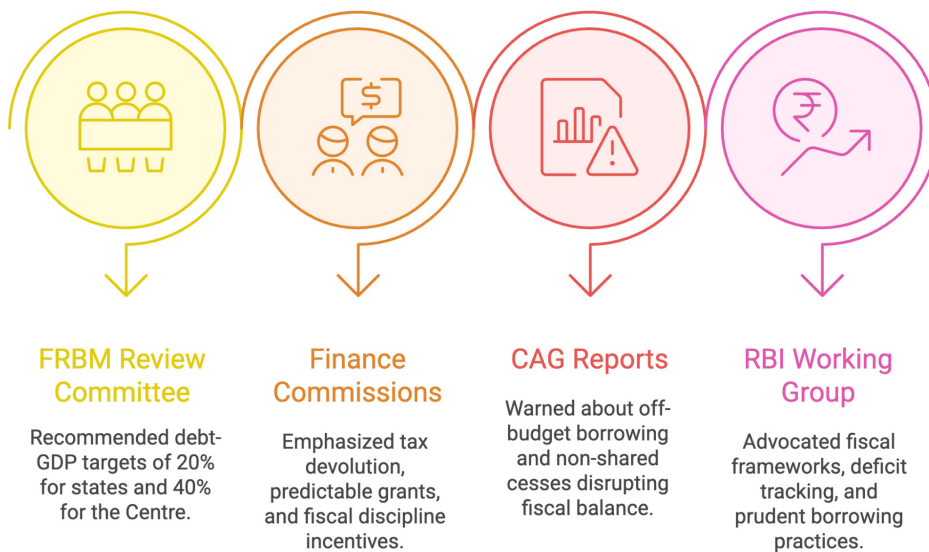 $
₹
FRBM Review
Committee
Recommended debt-
GDP targets of 20%
for states and 40%
for the Centre.
Finance
Commissions
Emphasized tax
devolution,
predictable grants,
and fiscal discipline
incentives.
CAG Reports
Warned about off-
budget borrowing
and non-shared
cesses disrupting
fiscal balance.
RBI Working
Group
Advocated fiscal
frameworks, deficit
tracking, and
prudent borrowing
practices.